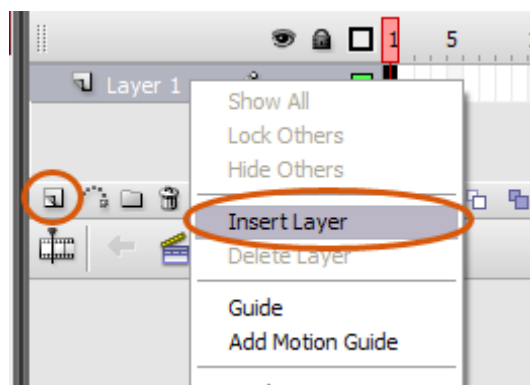 1 5
Layer 1
Show All
Lock Others
Hide Others
Insert Layer
Delete Layer
Guide
Add Motion Guide